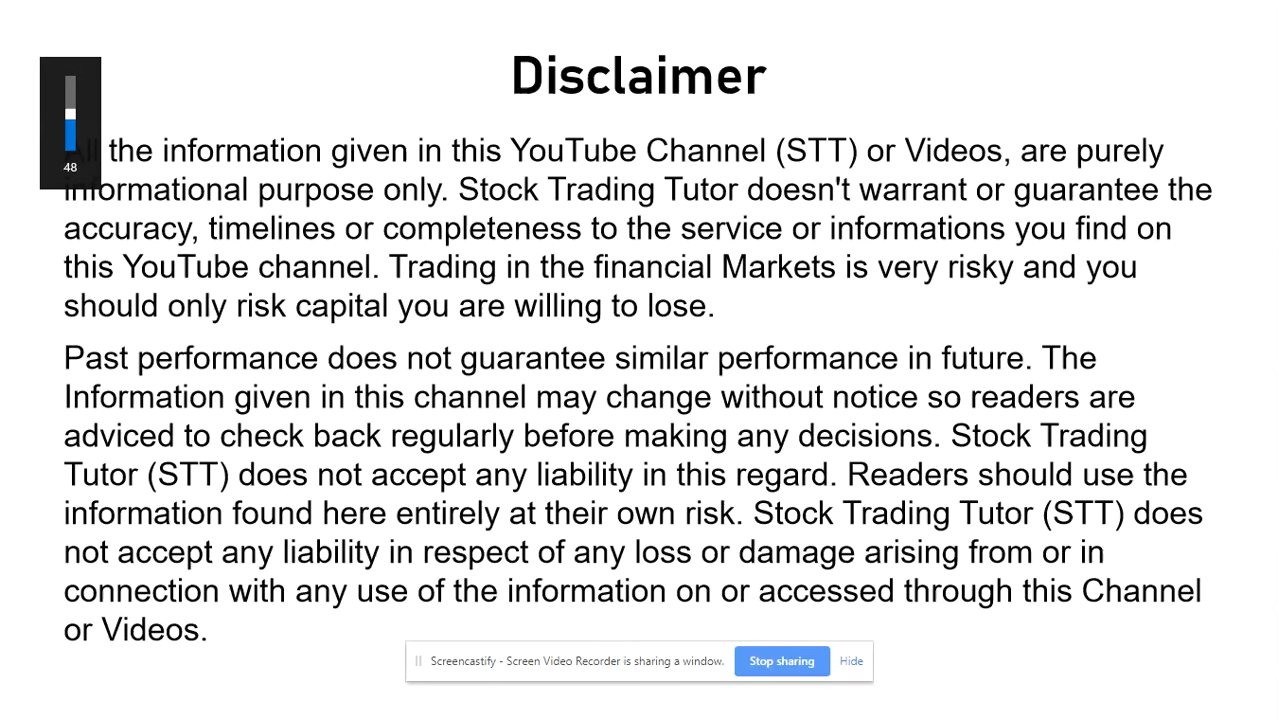 Disclaimer
All the information given in this YouTube Channel (STT) or Videos, are purely
48
informational purpose only. Stock Trading Tutor doesn't warrant or guarantee the
accuracy, timelines or completeness to the service or informations you find on
this YouTube channel. Trading in the financial Markets is very risky and you
should only risk capital you are willing to lose.
Past performance does not guarantee similar performance in future. The
Information given in this channel may change without notice so readers are
adviced to check back regularly before making any decisions. Stock Trading
Tutor (STT) does not accept any liability in this regard. Readers should use the
information found here entirely at their own risk. Stock Trading Tutor (STT) does
not accept any liability in respect of any loss or damage arising from or in
connection with any use of the information on or accessed through this Channel
or Videos.
Screencastify - Screen Video Recorder is sharing a window. Stop sharing Hide